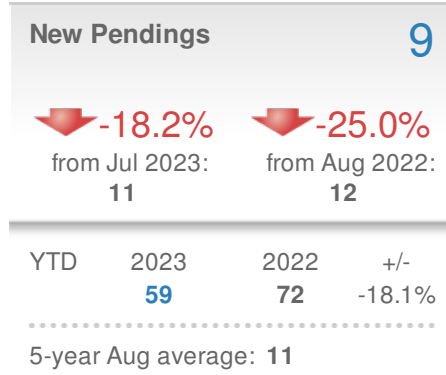 New Pendings 9
-18.2% -25.0%
from Jul 2023: from Aug 2022:
11 12
YTD 2023 2022 +/-
59 72 -18.1%
5-year Aug average: 11